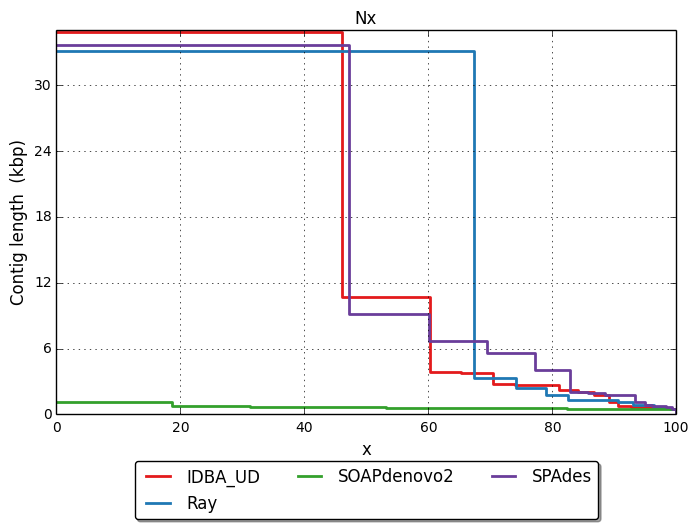 Nx
Contig length (kbp)
30
24
18
12
6
0
0 20 40 60 80 100
x
IDBA_UD SOAPdenovo2 SPAdes
Ray